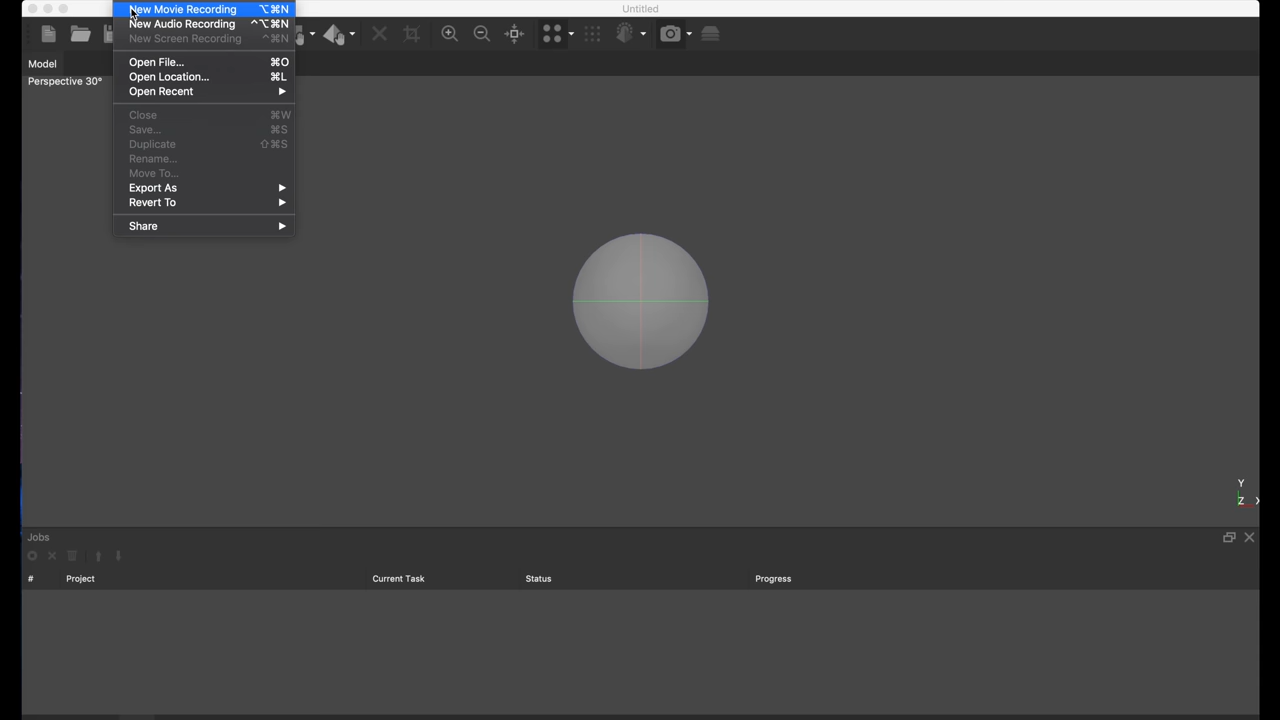 Untitled
New Movie Recording ⌥⌘N
New Audio Recording ^⌥⌘N
New Screen Recording ^⌘N
Open File... ⌘O
Open Location... ⌘L
Open Recent
Close ⌘W
Save... ⌘S
Duplicate ⇧⌘S
Rename...
Move To...
Export As
Revert To
Share
Model
Perspective 30°
Y
Z X
Jobs
# Project Current Task Status Progress